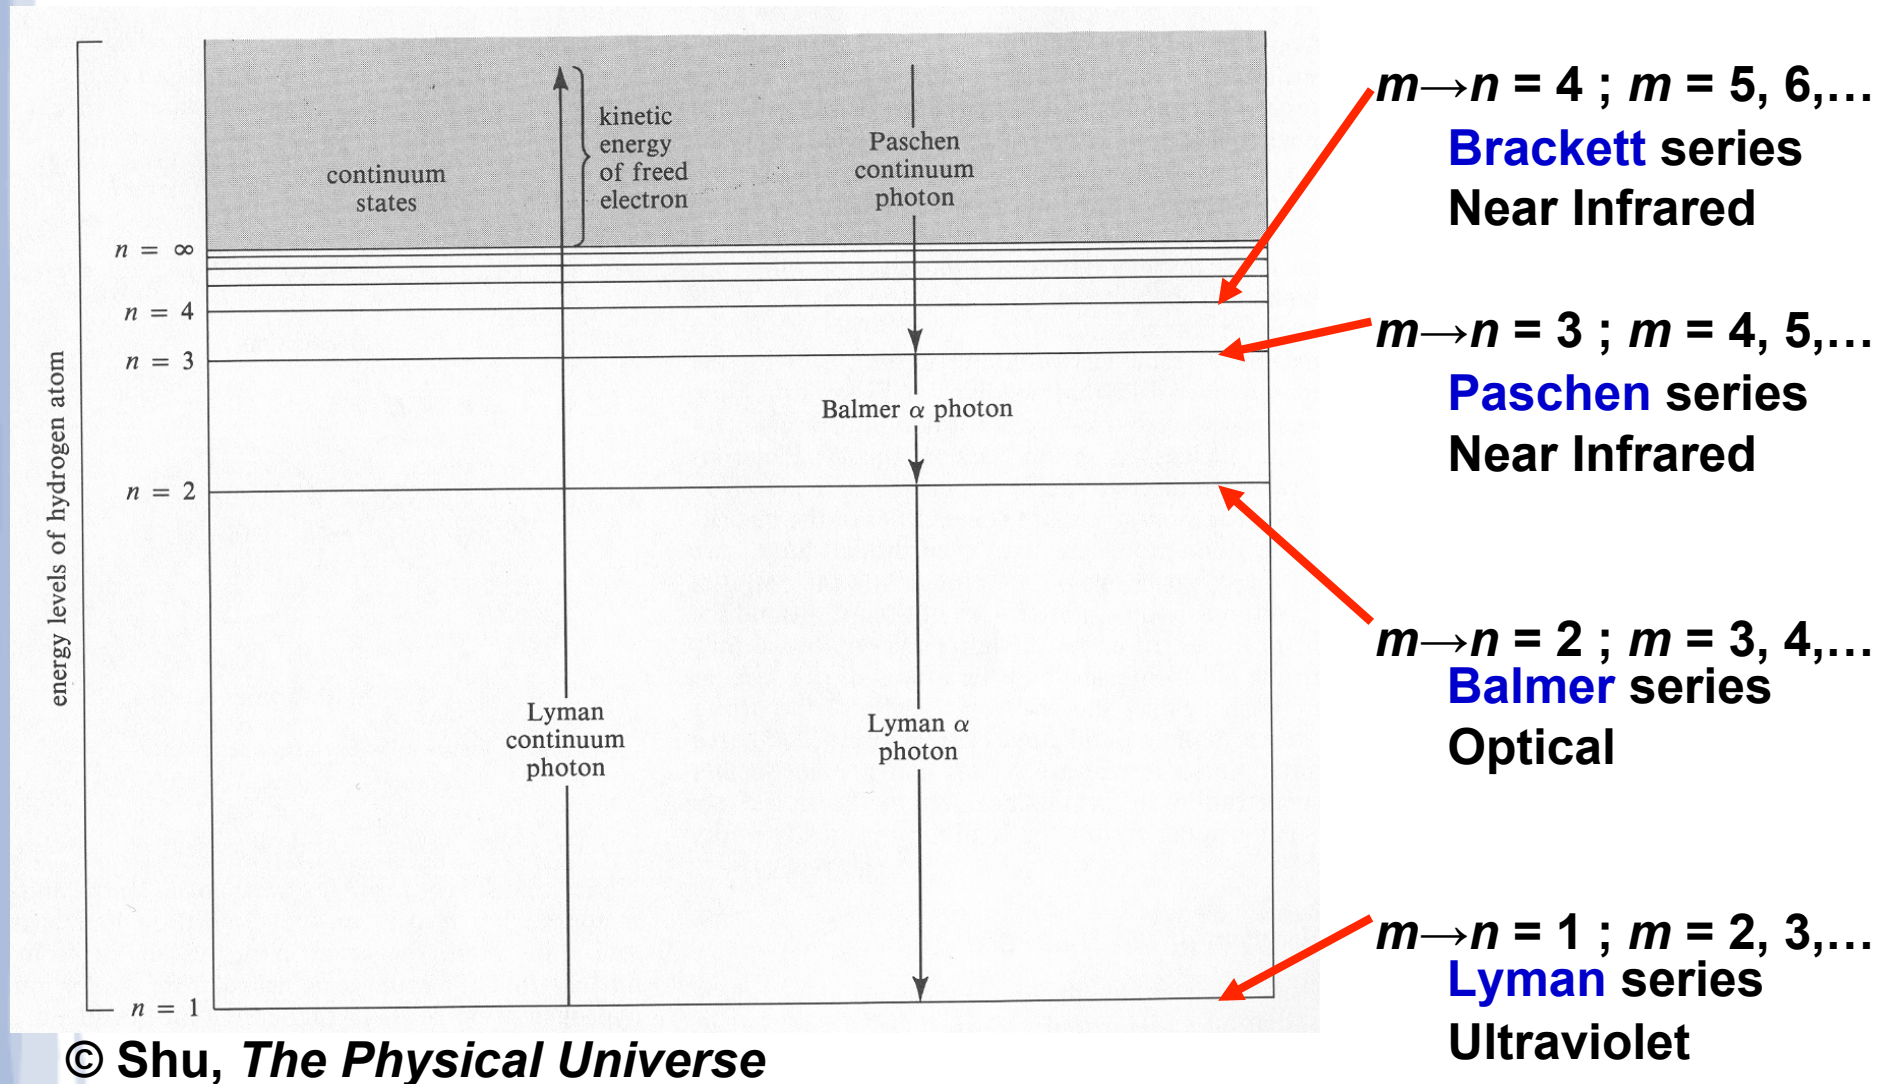 kinetic
energy
of freed
electron
continuum
states
Paschen
continuum
photon
n = ∞
n = 4
n = 3
n = 2
n = 1
energy levels of hydrogen atom
Balmer α photon
Lyman
continuum
photon
Lyman α
photon
m→n = 4 ; m = 5, 6,…
Brackett series
Near Infrared
m→n = 3 ; m = 4, 5,…
Paschen series
Near Infrared
m→n = 2 ; m = 3, 4,…
Balmer series
Optical
m→n = 1 ; m = 2, 3,…
Lyman series
Ultraviolet
© Shu, The Physical Universe